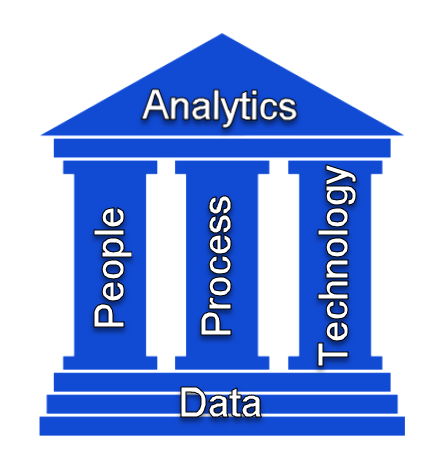 Analytics
People
Process
Technology
Data